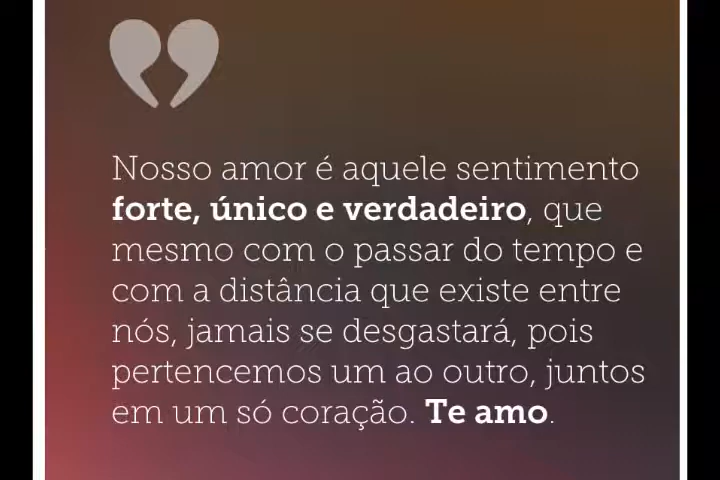 Nosso amor é aquele sentimento
forte, único e verdadeiro, que
mesmo com o passar do tempo e
com a distância que existe entre
nós, jamais se desgastará, pois
pertencemos um ao outro, juntos
em um só coração. Te amo.